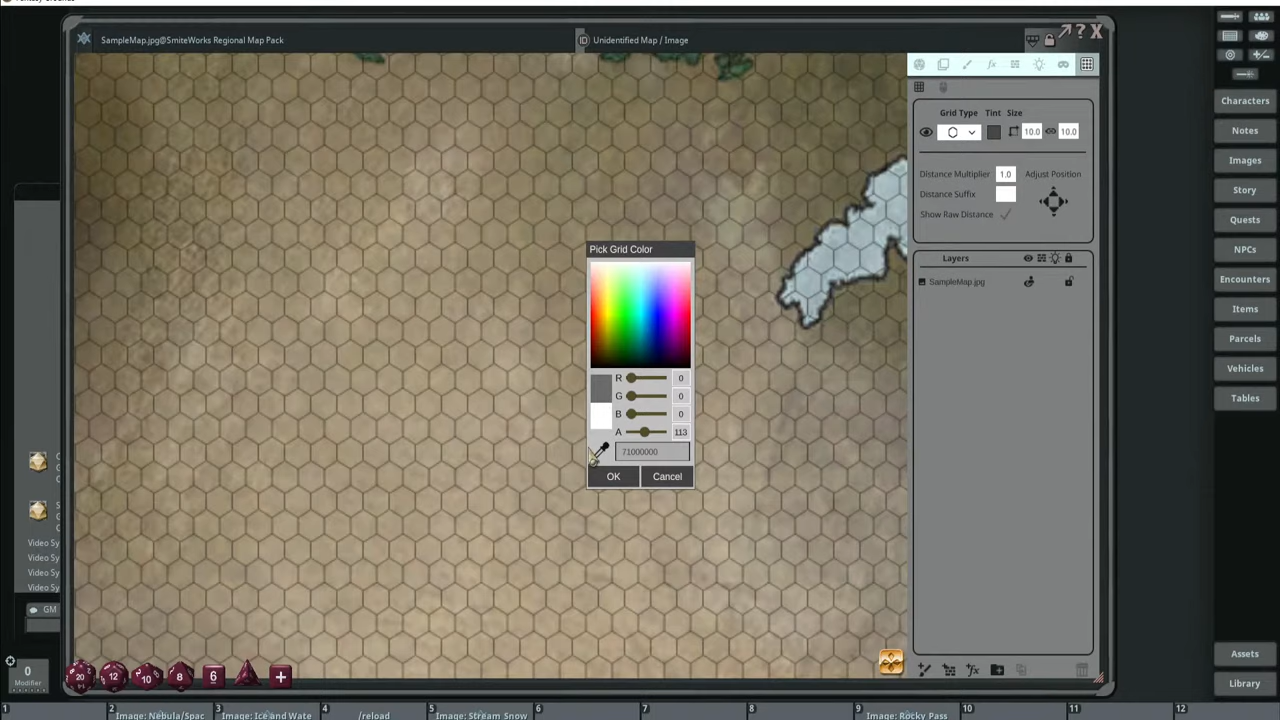 SampleMap.jpg@SmiteWorks Regional Map Pack
ID Unidentified Map / Image
? X
Grid Type Tint Size
10.0 10.0
Distance Multiplier 1.0 Adjust Position
Distance Suffix
Show Raw Distance
Layers
SampleMap.jpg
Pick Grid Color
R 0
G 0
B 0
A 113
71000000
OK Cancel
Characters
Notes
Images
Story
Quests
NPCs
Encounters
Items
Parcels
Vehicles
Tables
Assets
Library
Video Sy
Video Sy
Video Sy
Video Sy
GM
0
Modifier
20 12 10 8 6
1 2 3 4 5 6 7 8 9 10 11 12
Image: Nebula/Spac Image: Ice and Wate /reload Image: Stream Snow Image: Rocky Pass